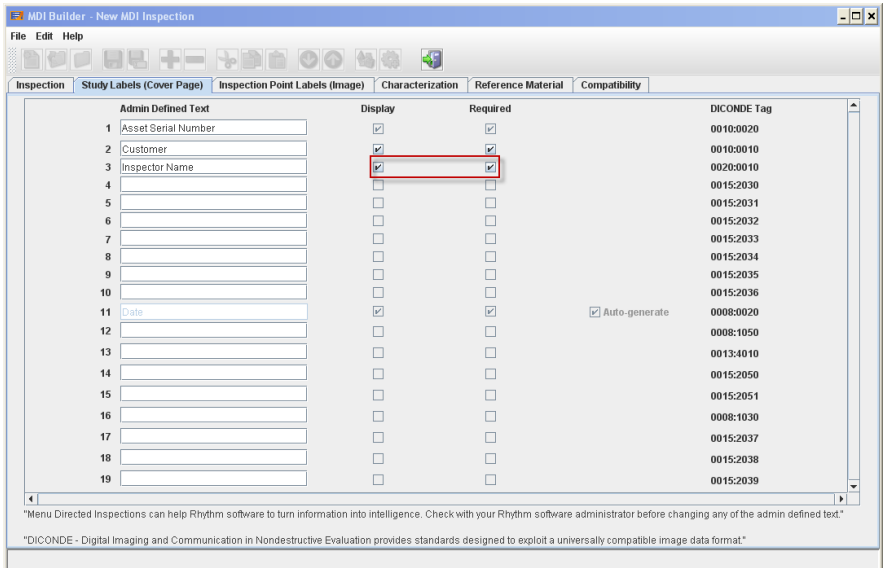 MDI Builder - New MDI Inspection
File Edit Help
Inspection Study Labels (Cover Page) Inspection Point Labels (Image) Characterization Reference Material Compatibility
Admin Defined Text Display Required DICONDE Tag
1 Asset Serial Number 0010:0020
2 Customer 0010:0010
3 Inspector Name 0020:0010
4 0015:2030
5 0015:2031
6 0015:2032
7 0015:2033
8 0015:2034
9 0015:2035
10 0015:2036
11 Date Auto-generate 0008:0020
12 0008:1050
13 0013:4010
14 0015:2050
15 0015:2051
16 0008:1030
17 0015:2037
18 0015:2038
19 0015:2039
"Menu Directed Inspections can help Rhythm software to turn information into intelligence. Check with your Rhythm software administrator before changing any of the admin defined text."
"DICONDE - Digital Imaging and Communication in Nondestructive Evaluation provides standards designed to exploit a universally compatible image data format."